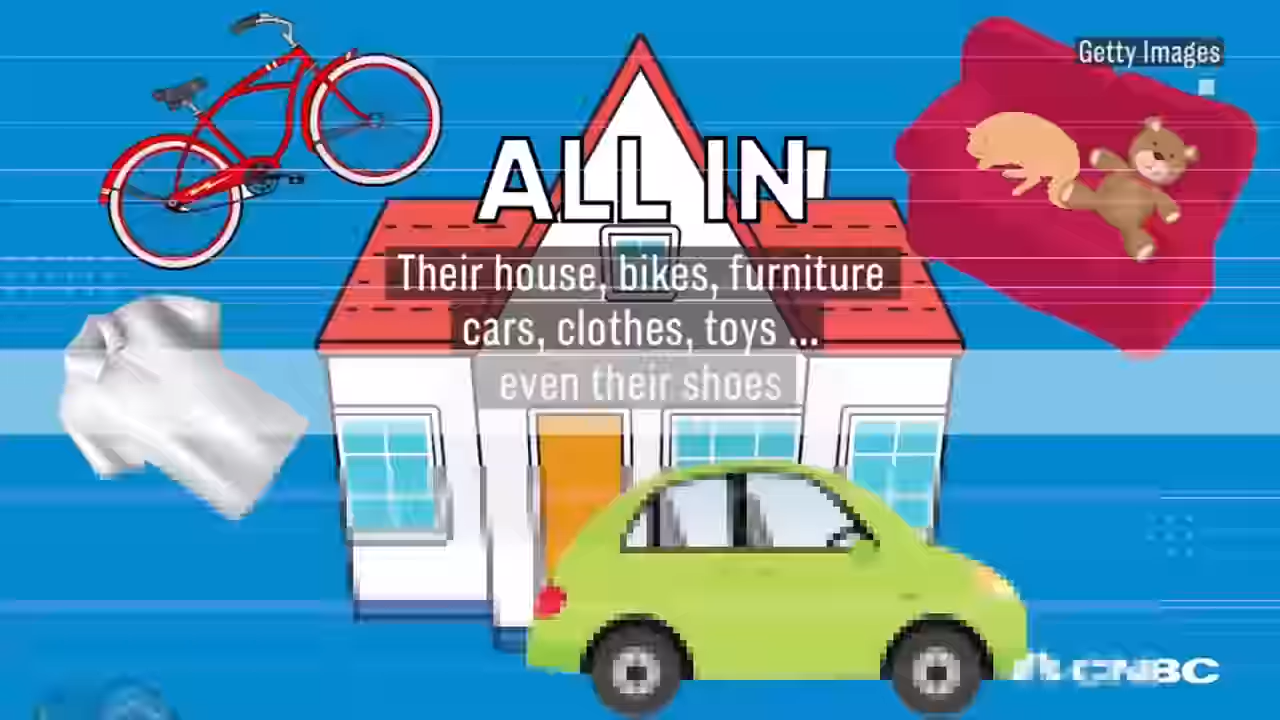 Getty Images
ALL IN
Their house, bikes, furniture
cars, clothes, toys ...
even their shoes
CNBC